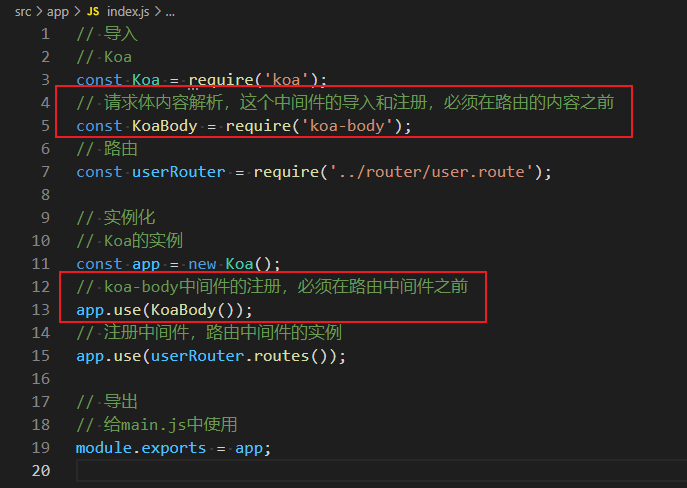 src > app > JS index.js > ...
1 // 导入
2 // Koa
3 const Koa = require('koa');
4 // 请求体内容解析，这个中间件的导入和注册，必须在路由的内容之前
5 const KoaBody = require('koa-body');
6 // 路由
7 const userRouter = require('../router/user.route');
8
9 // 实例化
10 // Koa的实例
11 const app = new Koa();
12 // koa-body中间件的注册，必须在路由中间件之前
13 app.use(KoaBody());
14 // 注册中间件，路由中间件的实例
15 app.use(userRouter.routes());
16
17 // 导出
18 // 给main.js中使用
19 module.exports = app;
20